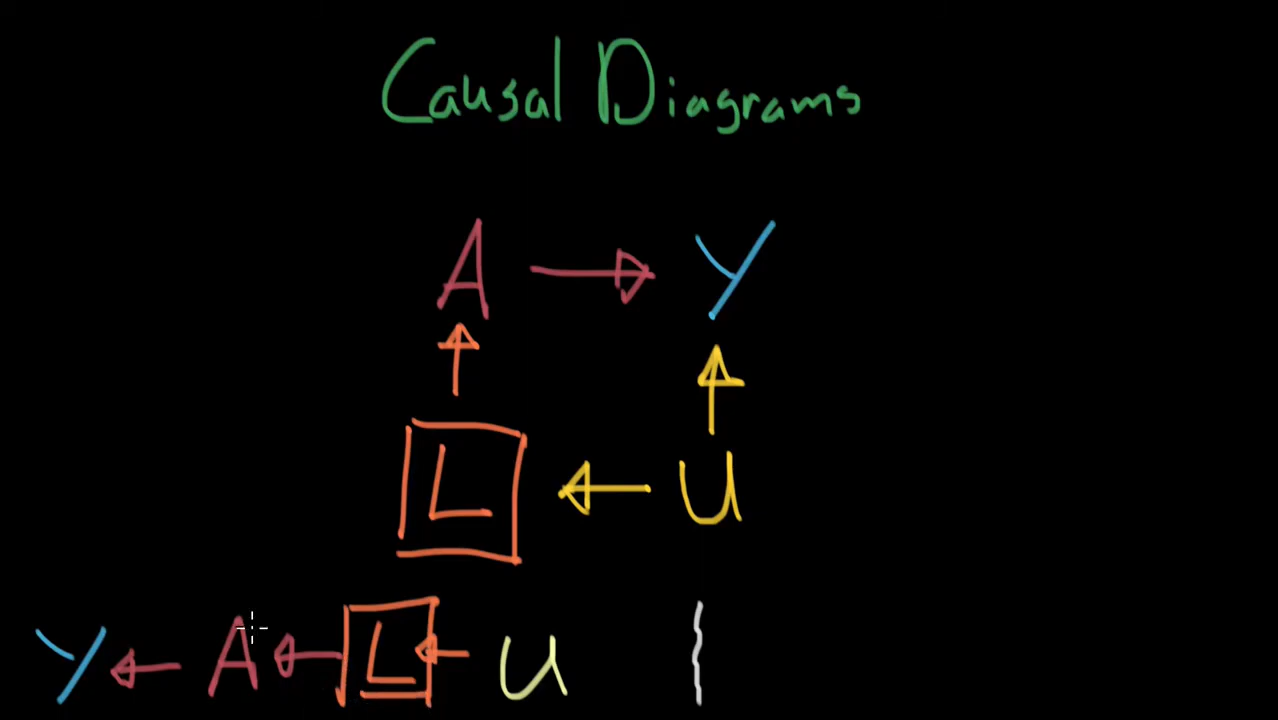 Causal Diagrams
A → Y
L ← U
Y ← A ← L ← U